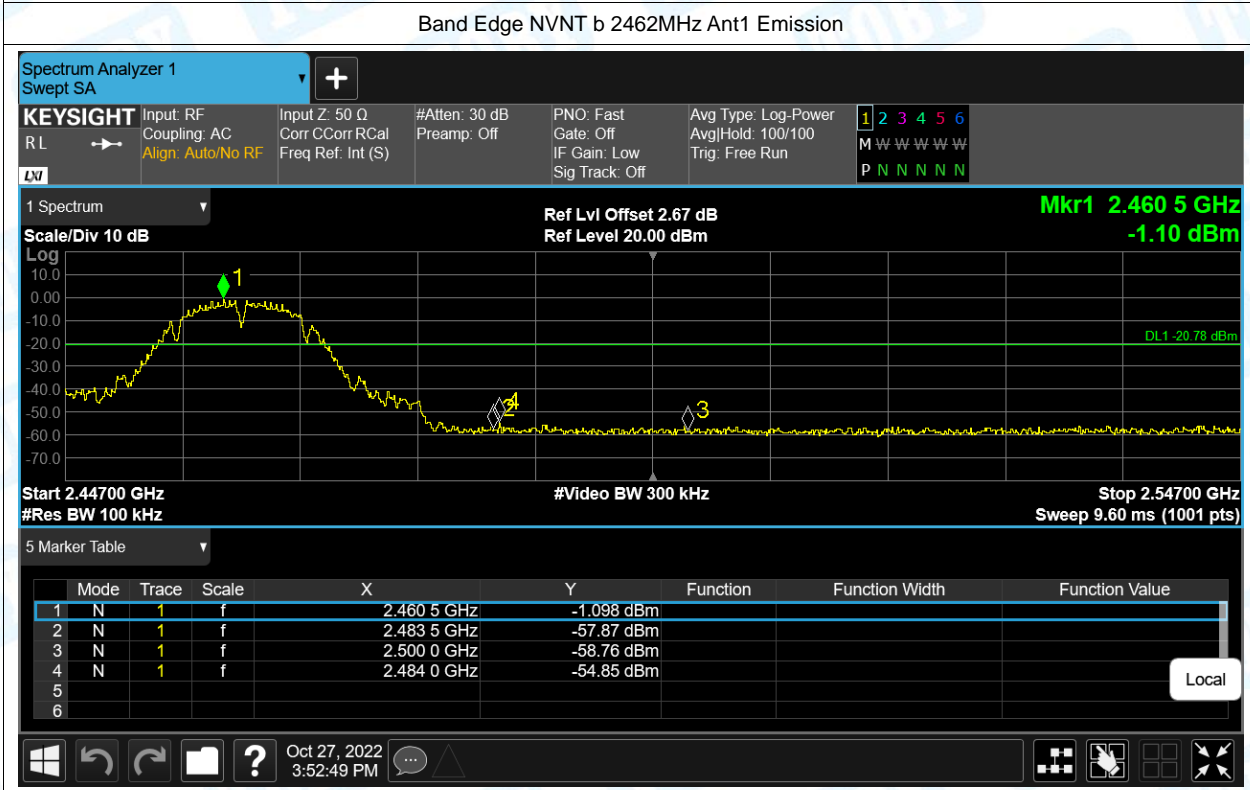 Band Edge NVNT b 2462MHz Ant1 Emission
Spectrum Analyzer 1
Swept SA
KEYSIGHT Input: RF Input Z: 50 Ω #Atten: 30 dB PNO: Fast Avg Type: Log-Power 1 2 3 4 5 6
R L Coupling: AC Corr CCorr RCal Preamp: Off Gate: Off Avg|Hold: 100/100 M W W W W W
Align: Auto/No RF Freq Ref: Int (S) IF Gain: Low Trig: Free Run
LXI Sig Track: Off P N N N N N
1 Spectrum Ref Lvl Offset 2.67 dB Mkr1 2.460 5 GHz
Scale/Div 10 dB Ref Level 20.00 dBm -1.10 dBm
Log
10.0 1
0.00
-10.0
-20.0 DL1 -20.78 dBm
-30.0
-40.0
-50.0 2 4 3
-60.0
-70.0
Start 2.44700 GHz #Video BW 300 kHz Stop 2.54700 GHz
#Res BW 100 kHz Sweep 9.60 ms (1001 pts)
5 Marker Table
Mode Trace Scale X Y Function Function Width Function Value
1 N 1 f 2.460 5 GHz -1.098 dBm
2 N 1 f 2.483 5 GHz -57.87 dBm
3 N 1 f 2.500 0 GHz -58.76 dBm
4 N 1 f 2.484 0 GHz -54.85 dBm
5
6
Local
? Oct 27, 2022
3:52:49 PM